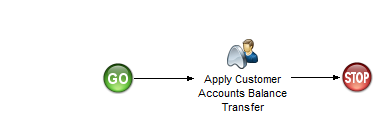 GO
Apply Customer
Accounts Balance
Transfer
STOP